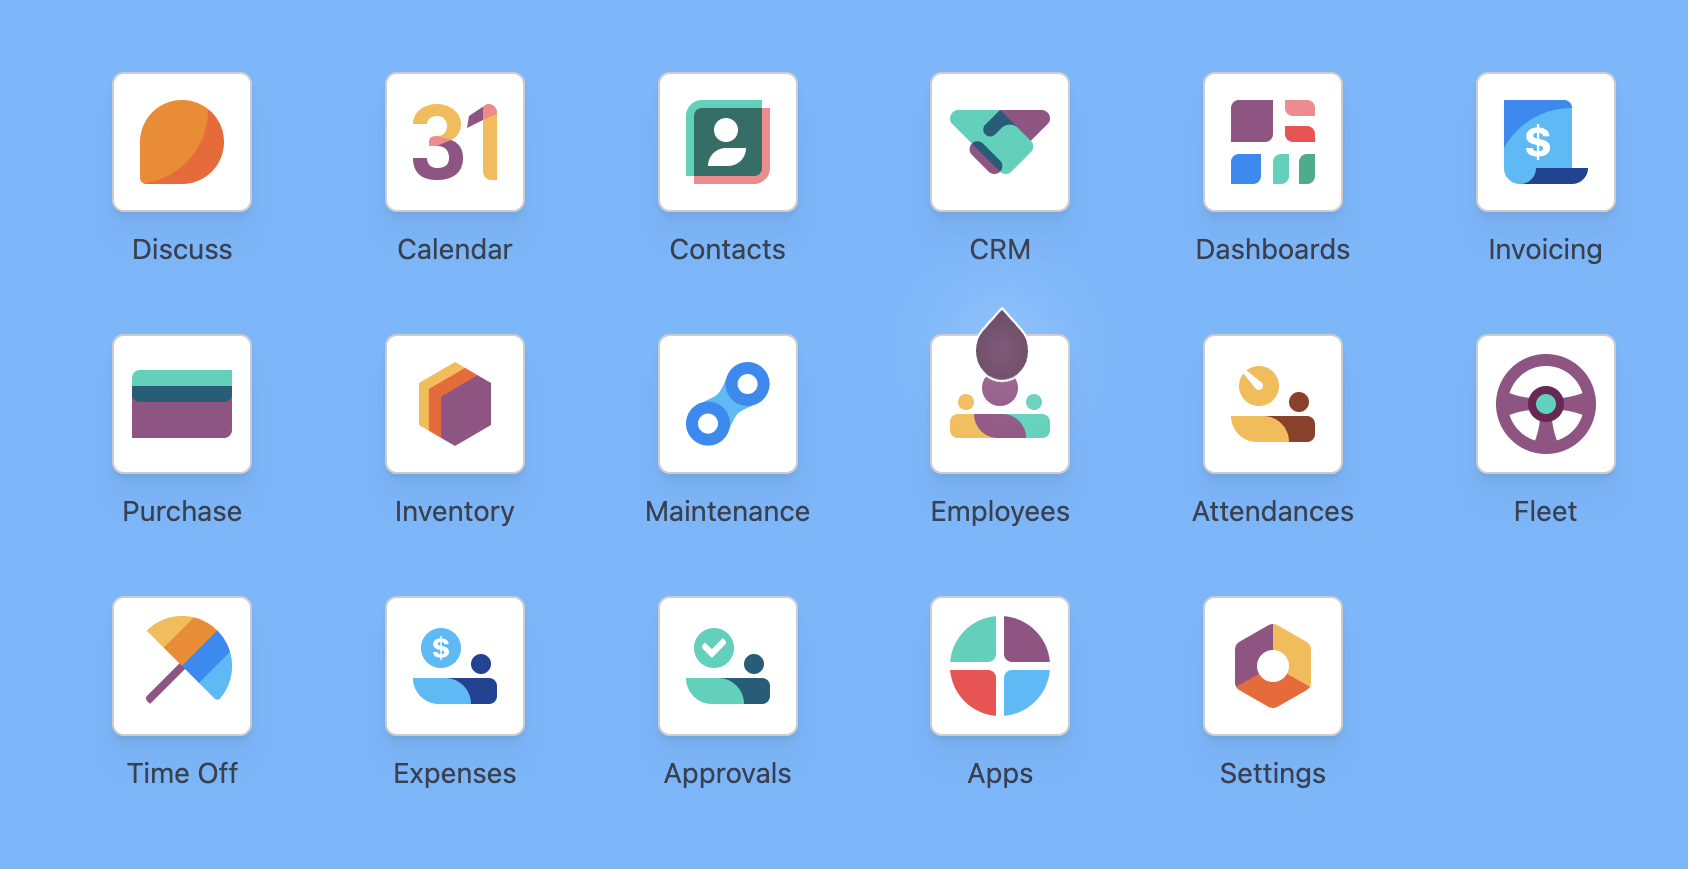 31
$
Discuss
Calendar
Contacts
CRM
Dashboards
Invoicing
Purchase
Inventory
Maintenance
Employees
Attendances
Fleet
$
Time Off
Expenses
Approvals
Apps
Settings